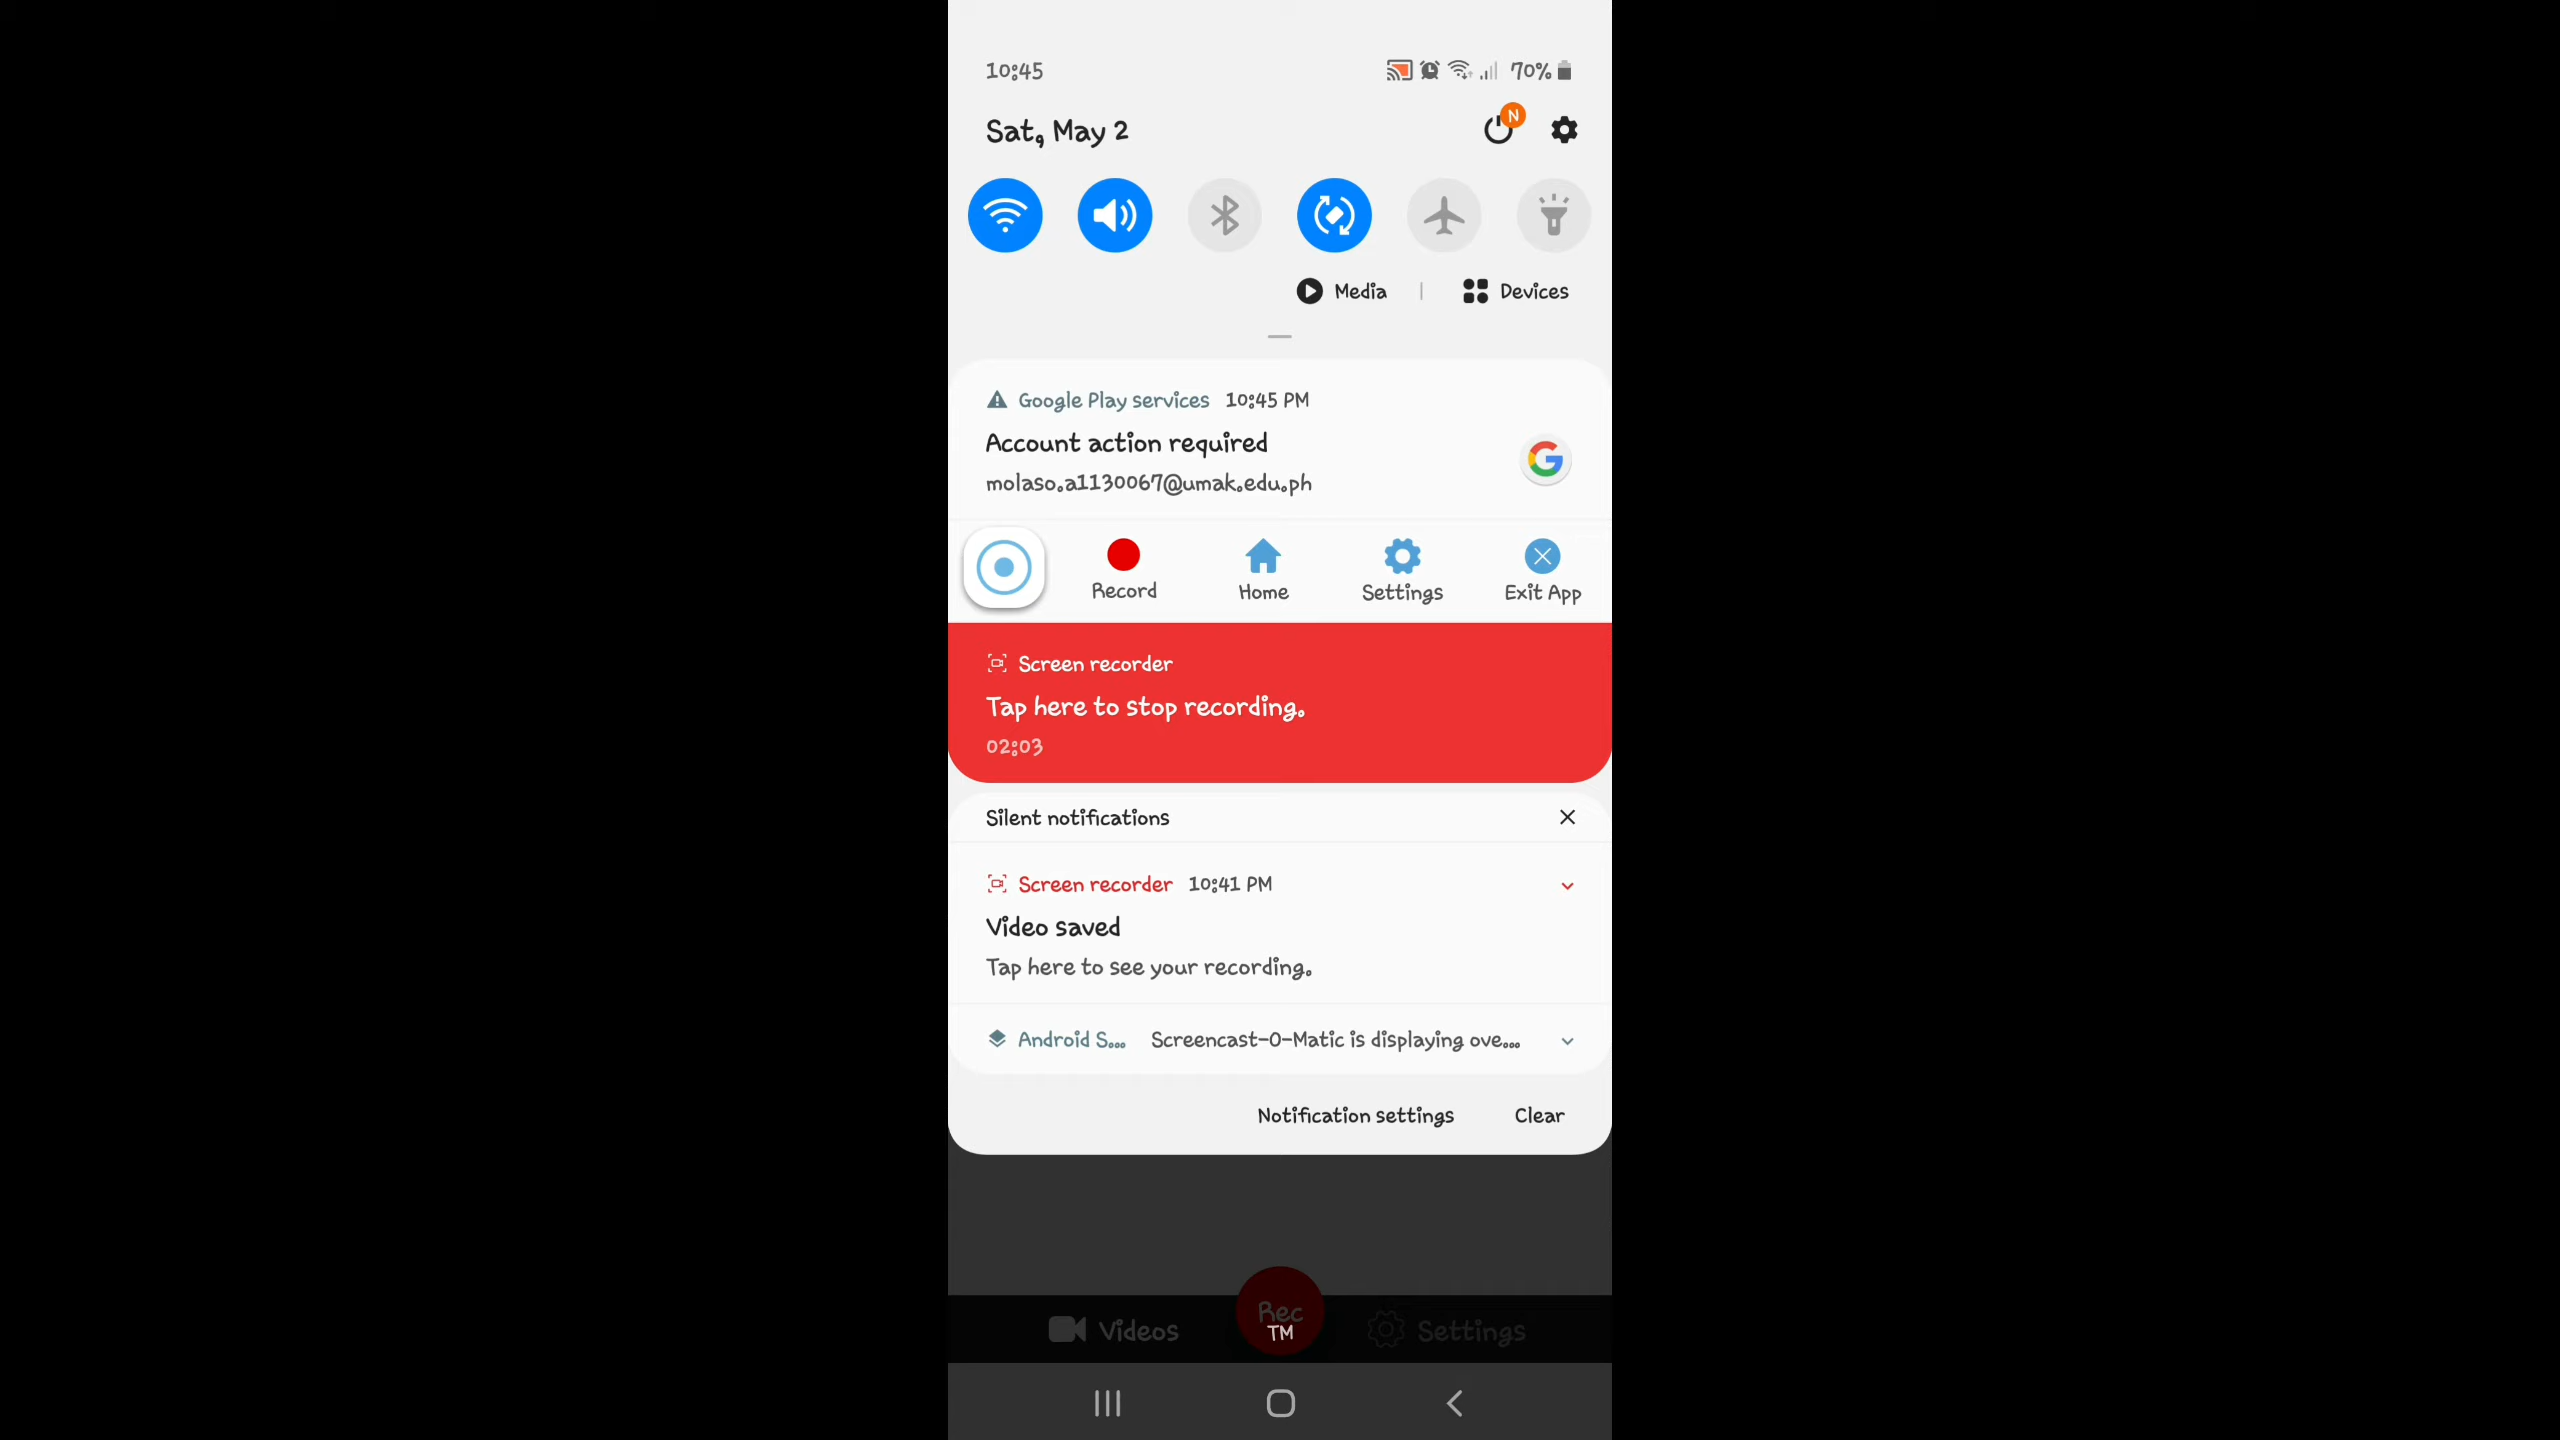 10:45
70%
Sat, May 2
N
Media | Devices
Google Play services 10:45 PM
Account action required
molaso.a1130067@umak.edu.ph
Record
Home
Settings
Exit App
Screen recorder
Tap here to stop recording.
02:03
Silent notifications
Screen recorder 10:41 PM
Video saved
Tap here to see your recording.
Android S... Screencast-O-Matic is displaying ove...
Notification settings
Clear
Videos
Rec
TM
Settings